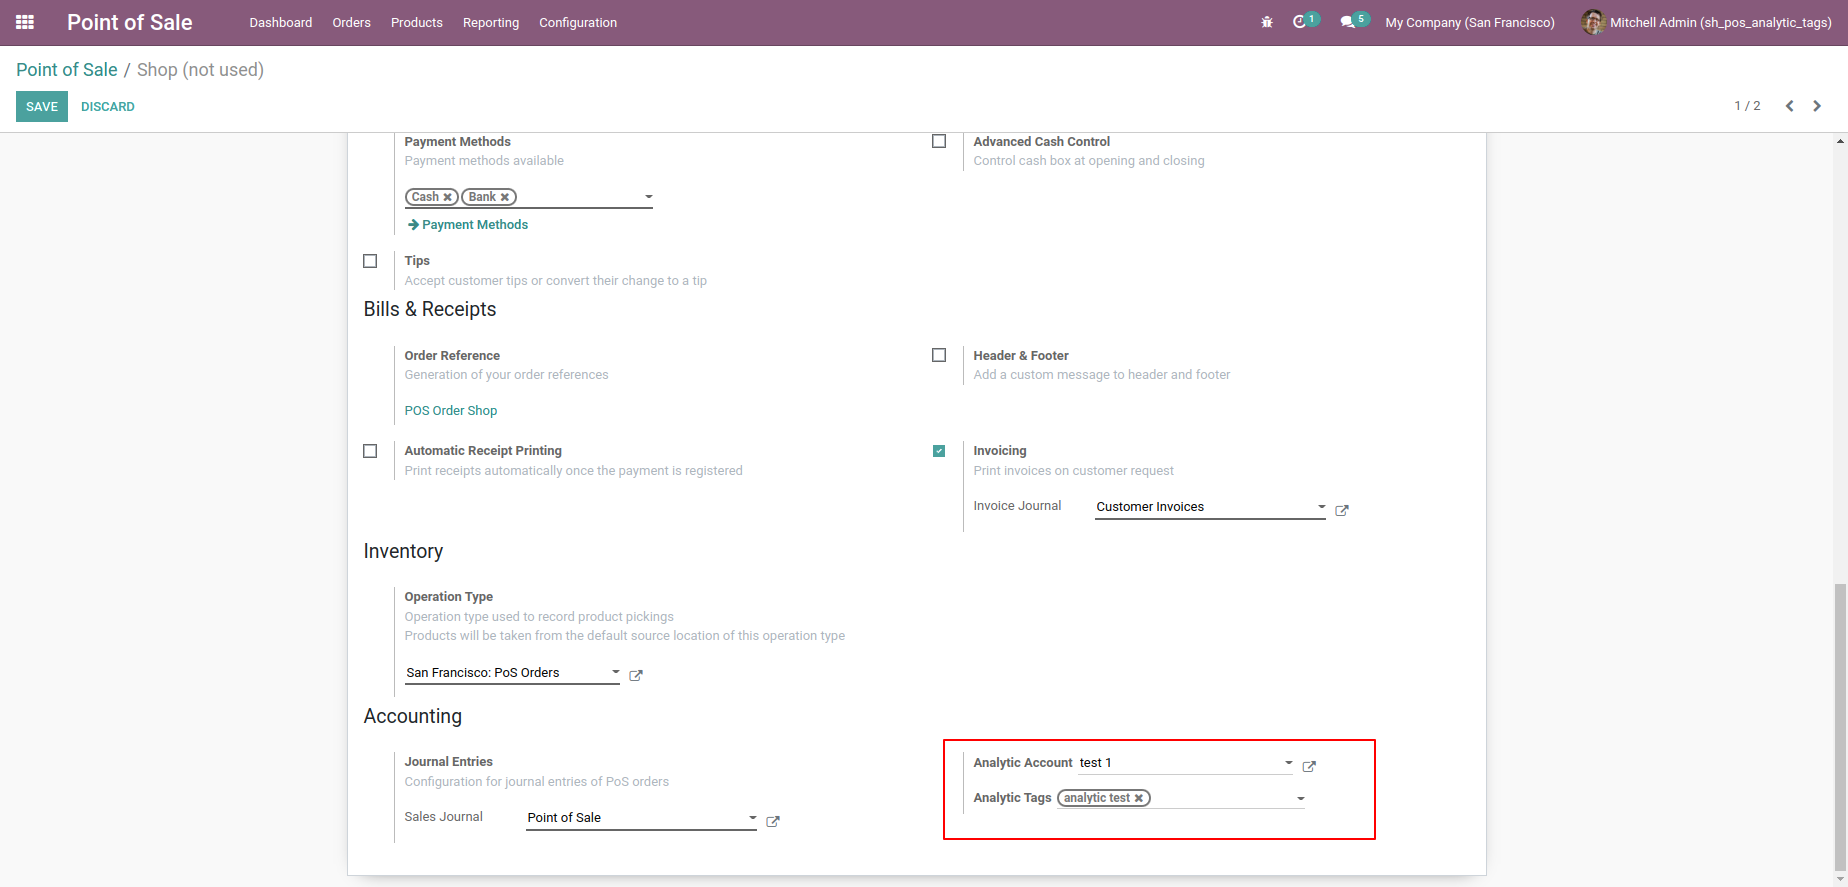 Point of Sale Dashboard Orders Products Reporting Configuration 1 5 My Company (San Francisco) Mitchell Admin (sh_pos_analytic_tags)
Point of Sale / Shop (not used)
SAVE DISCARD 1 / 2
Payment Methods
Payment methods available
Cash Bank
Payment Methods
Advanced Cash Control
Control cash box at opening and closing
Tips
Accept customer tips or convert their change to a tip
Bills & Receipts
Order Reference
Generation of your order references
POS Order Shop
Header & Footer
Add a custom message to header and footer
Automatic Receipt Printing
Print receipts automatically once the payment is registered
Invoicing
Print invoices on customer request
Invoice Journal Customer Invoices
Inventory
Operation Type
Operation type used to record product pickings
Products will be taken from the default source location of this operation type
San Francisco: PoS Orders
Accounting
Journal Entries
Configuration for journal entries of PoS orders
Sales Journal Point of Sale
Analytic Account test 1
Analytic Tags analytic test